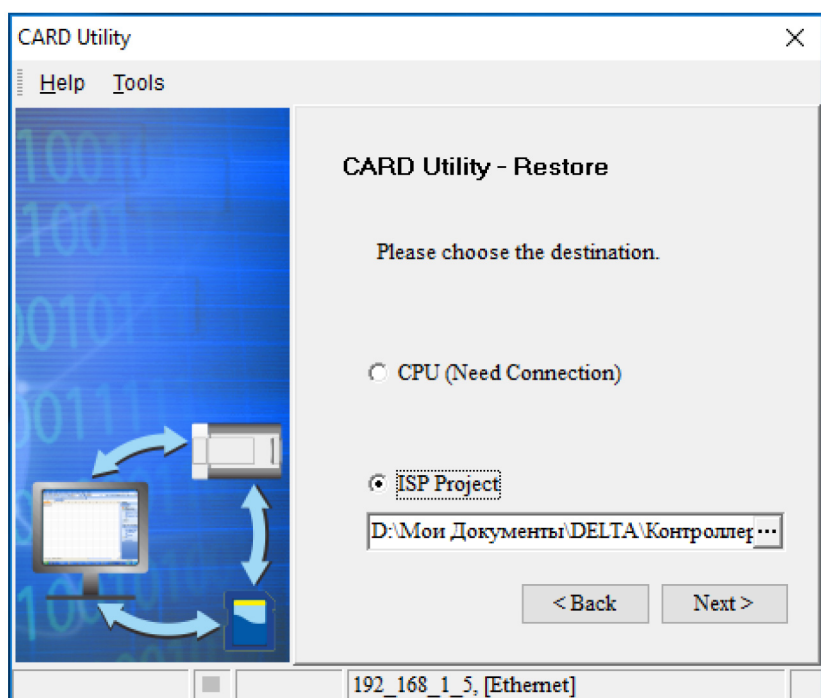 CARD Utility
Help Tools
CARD Utility - Restore
Please choose the destination.
CPU (Need Connection)
ISP Project
D:\Мои Документы\DELTA\Контроллер ...
< Back Next >
192_168_1_5, [Ethernet]